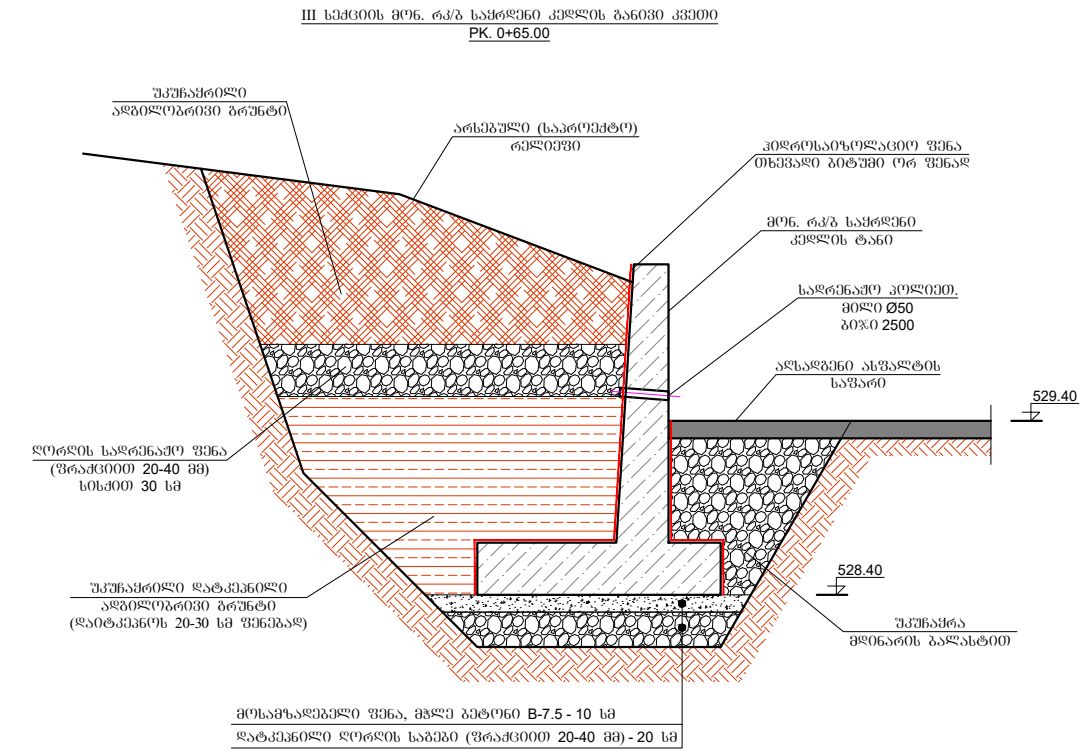 III სექციის მონ. რკ/ბ საყრდენი კედლის განივი კვეთი
PK. 0+65.00
უკუჩაყრილი
ადგილობრივი გრუნტი
არსებული (საპროექტო)
რელიეფი
ჰიდროსაიზოლაციო ფენა
თხევადი ბიტუმი ორ ფენად
მონ. რკ/ბ საყრდენი
კედლის ტანი
სადრენაჟო პოლიეთ.
მილი Ø50
ბიჯი 2500
აღსადგენი ასფალტის
საფარი
529.40
ღორღის სადრენაჟო ფენა
(ფრაქციით 20-40 მმ)
სისქით 30 სმ
უკუჩაყრილი დატკეპნილი
ადგილობრივი გრუნტი
(დაიტკეპნოს 20-30 სმ ფენებად)
528.40
უკუჩაყრა
მდინარის ბალასტით
მოსამზადებელი ფენა, მჭლე ბეტონი B-7.5 - 10 სმ
დატკეპნილი ღორღის საგები (ფრაქციით 20-40 მმ) - 20 სმ